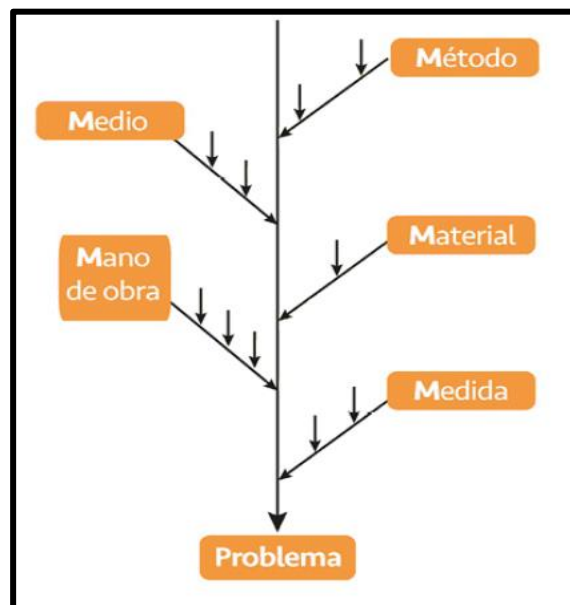 Método
Medio
Material
Mano
de obra
Medida
Problema